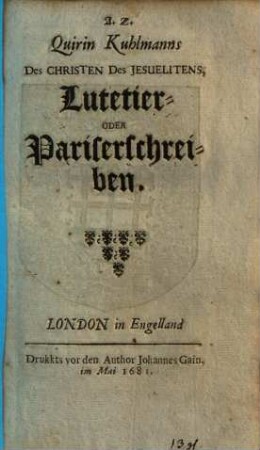 A. Z.
Quirin Kuhlmanns
DES CHRISTEN DES JESUELITENS,
Lutetier-
ODER
Pariserschrei-
ben.
LONDON in Engelland
Drukkts vor den Author Johannes Gain,
im Mai 1681.